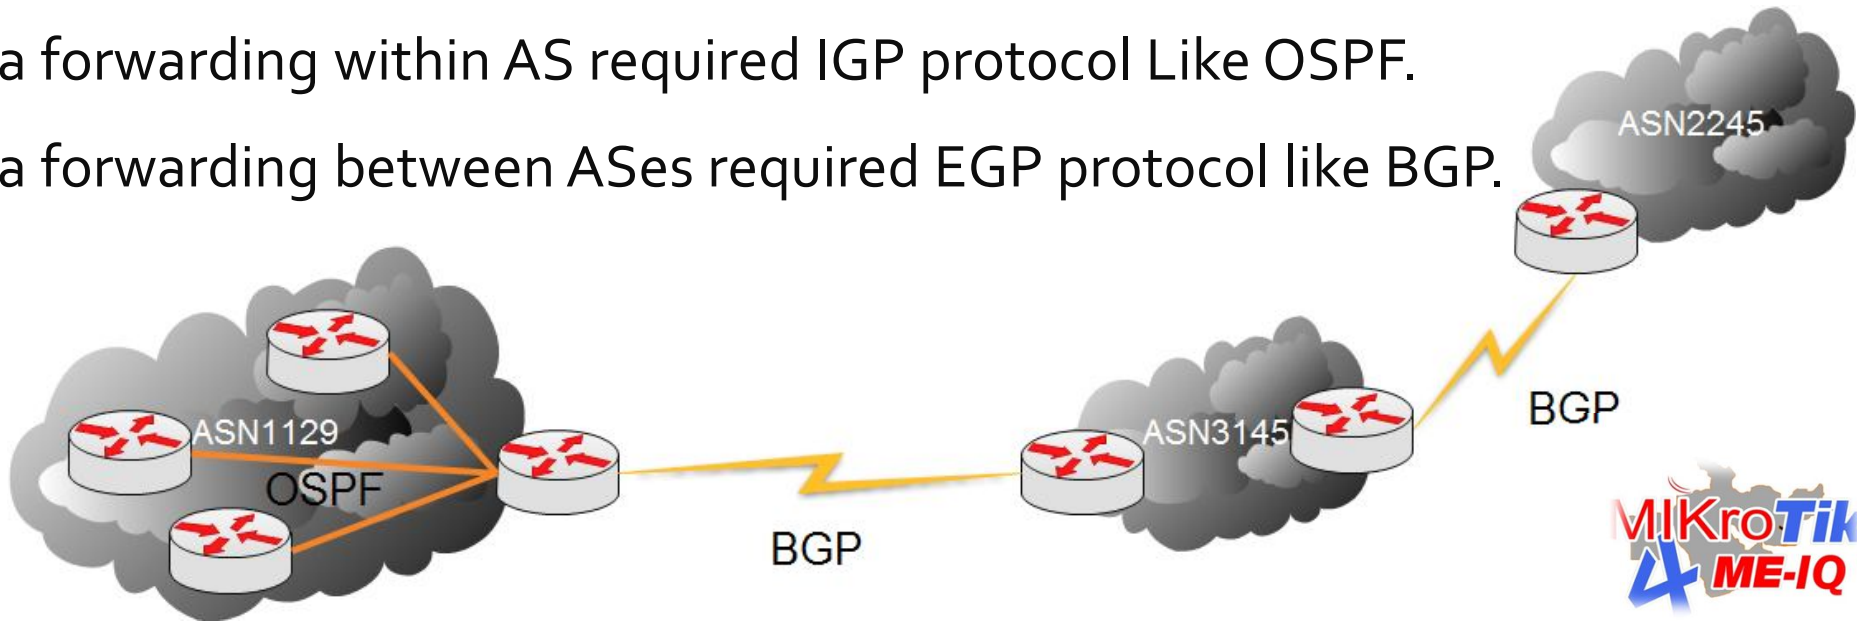 a forwarding within AS required IGP protocol Like OSPF.
a forwarding between ASes required EGP protocol like BGP.
ASN2245
ASN1129
OSPF
BGP
ASN3145
BGP
MIKroTik
4 ME-IQ